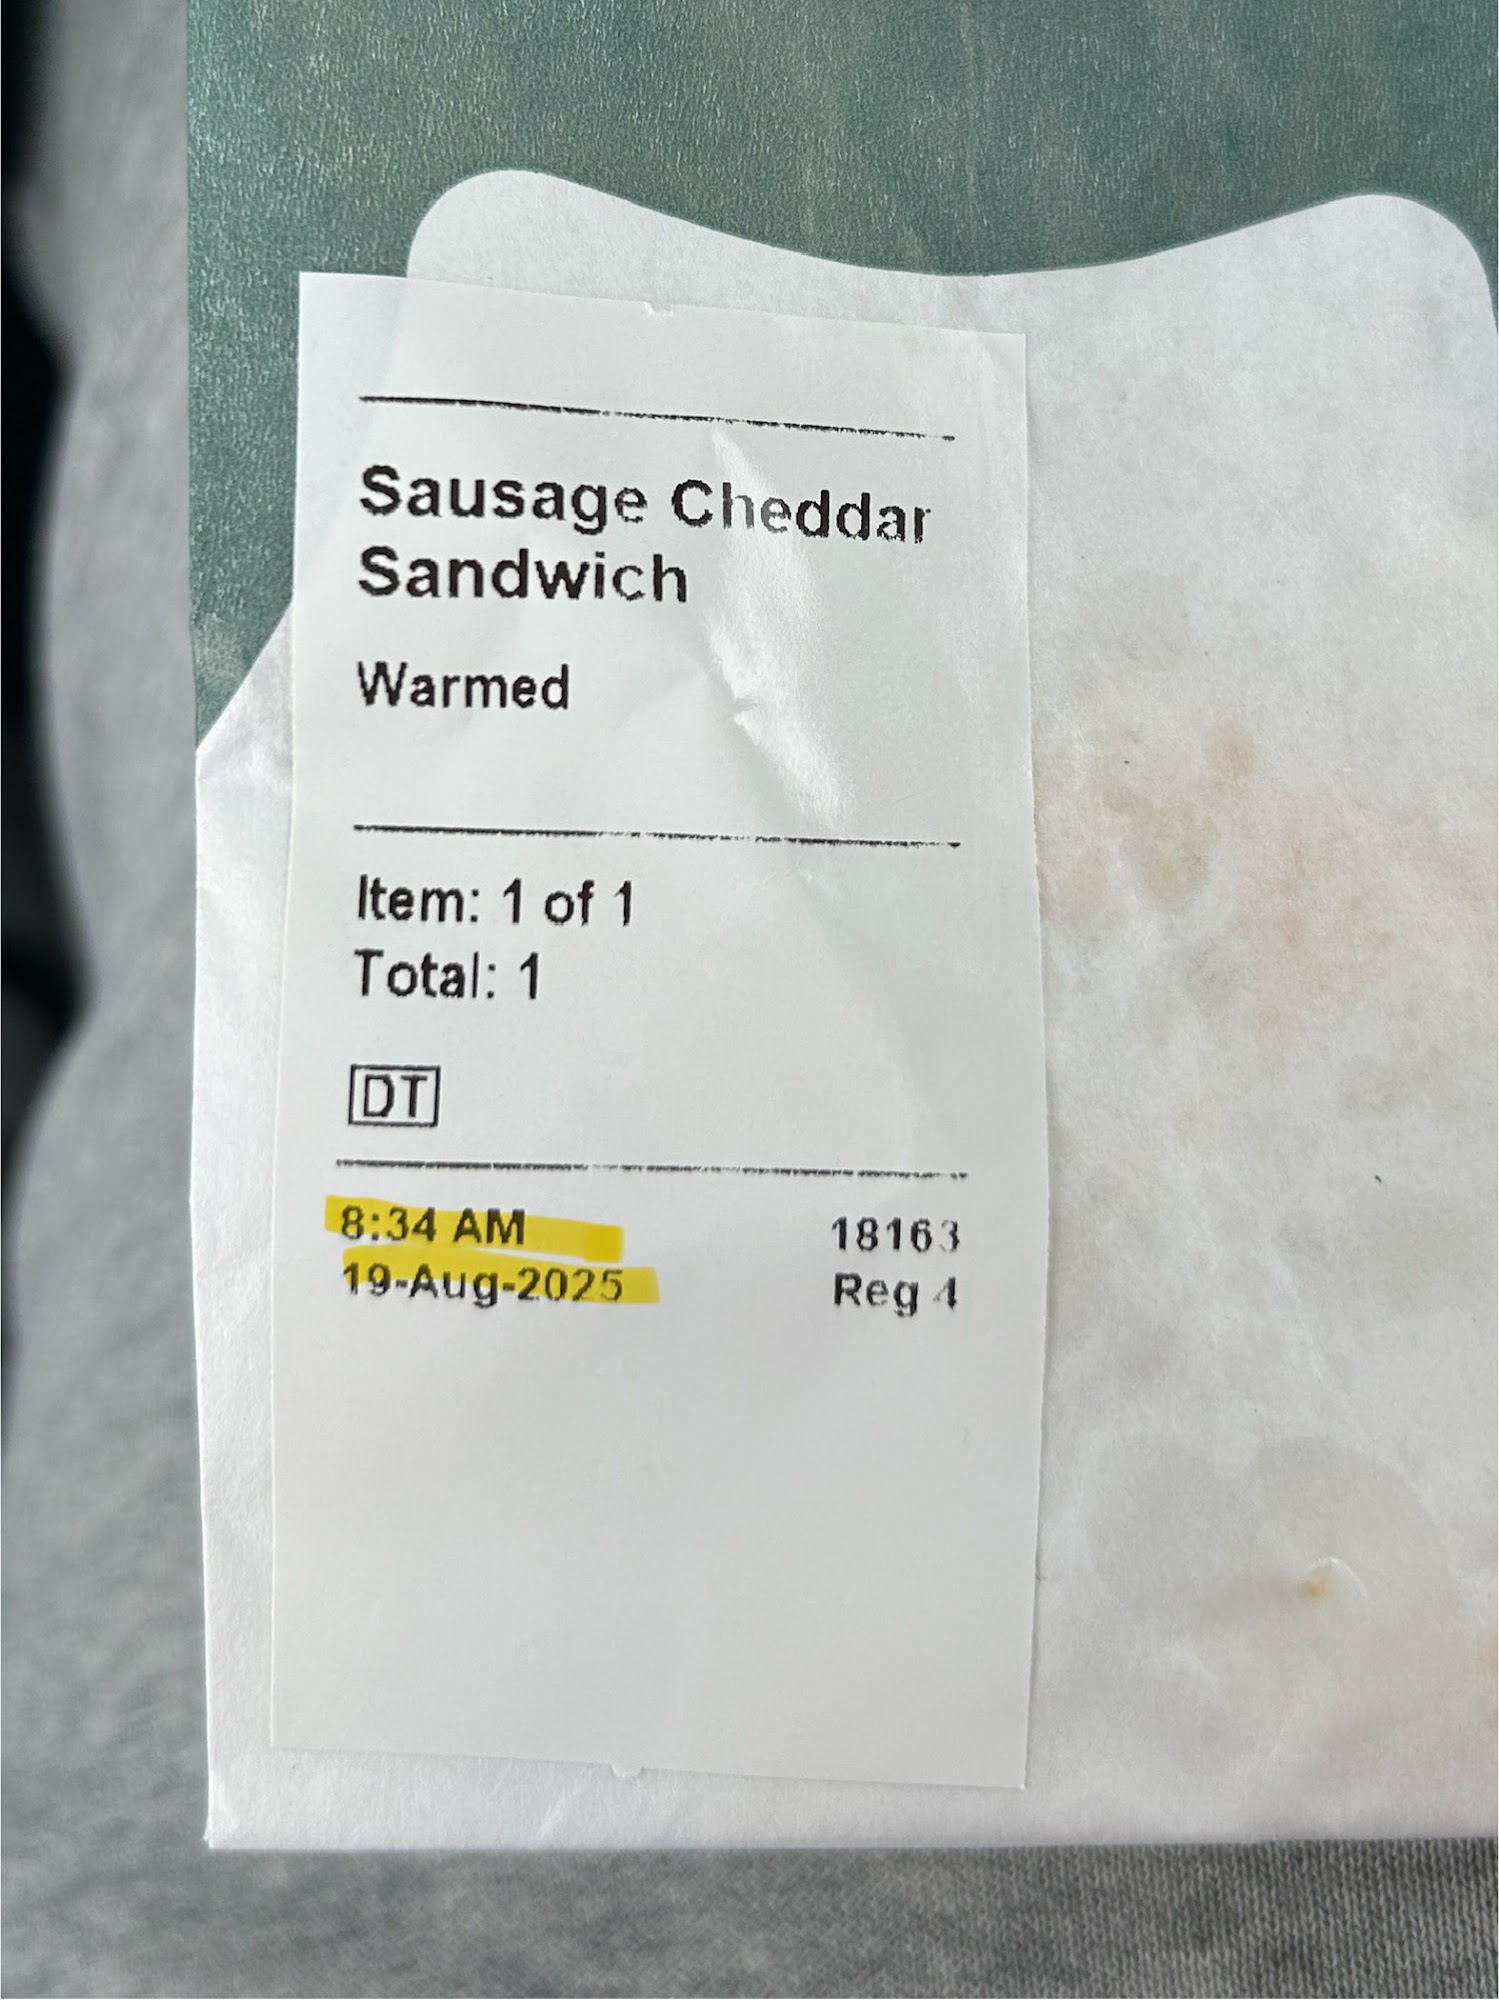 Sausage Cheddar
Sandwich
Warmed
Item: 1 of 1
Total: 1
DT
8:34 AM 18163
19-Aug-2025 Reg 4